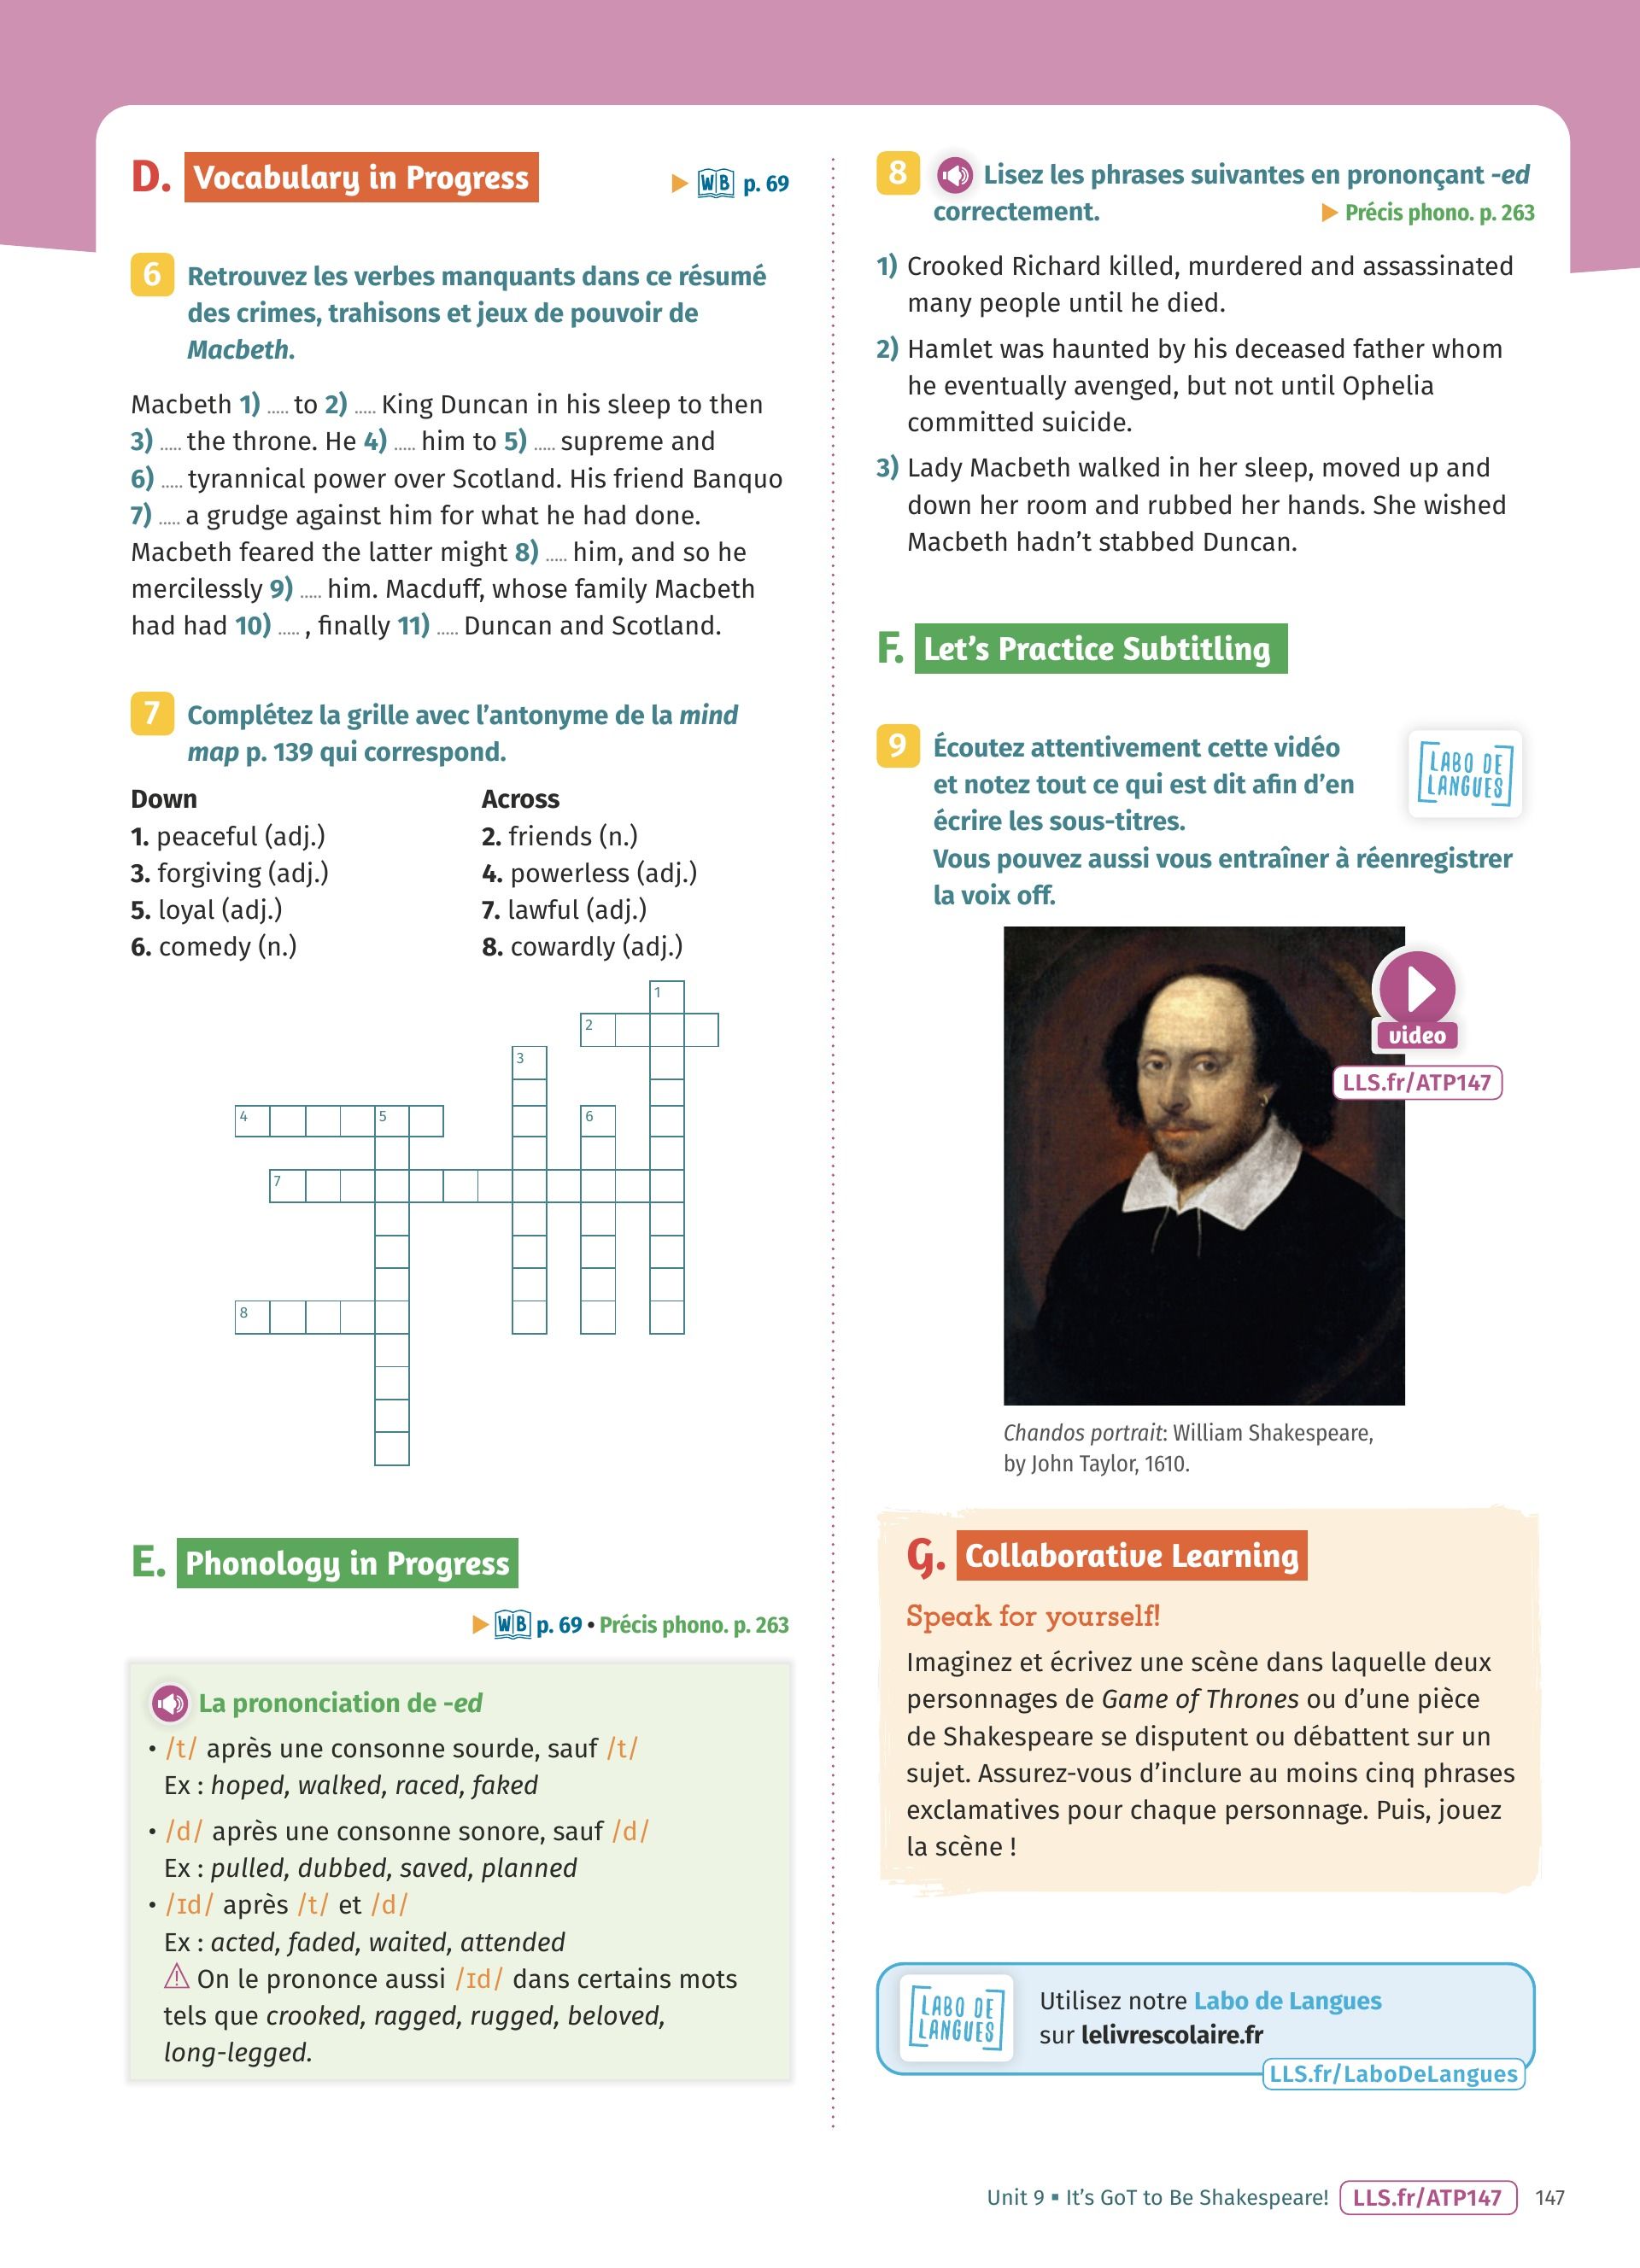 D. Vocabulary in Progress
WB p. 69
6 Retrouvez les verbes manquants dans ce résumé
des crimes, trahisons et jeux de pouvoir de
Macbeth.
Macbeth 1) ..... to 2) ..... King Duncan in his sleep to then
3) ..... the throne. He 4) ..... him to 5) ..... supreme and
6) ..... tyrannical power over Scotland. His friend Banquo
7) ..... a grudge against him for what he had done.
Macbeth feared the latter might 8) ..... him, and so he
mercilessly 9) ..... him. Macduff, whose family Macbeth
had had 10) ..... , finally 11) ..... Duncan and Scotland.
7 Complétez la grille avec l'antonyme de la mind
map p. 139 qui correspond.
Down
1. peaceful (adj.)
3. forgiving (adj.)
5. loyal (adj.)
6. comedy (n.)
Across
2. friends (n.)
4. powerless (adj.)
7. lawful (adj.)
8. cowardly (adj.)
1
2
3
4 5 6
7
8
E. Phonology in Progress
WB p. 69 • Précis phono. p. 263
La prononciation de -ed
• /t/ après une consonne sourde, sauf /t/
Ex : hoped, walked, raced, faked
• /d/ après une consonne sonore, sauf /d/
Ex : pulled, dubbed, saved, planned
• /ɪd/ après /t/ et /d/
Ex : acted, faded, waited, attended
⚠ On le prononce aussi /ɪd/ dans certains mots
tels que crooked, ragged, rugged, beloved,
long-legged.
8 Lisez les phrases suivantes en prononçant -ed
correctement.
Précis phono. p. 263
1) Crooked Richard killed, murdered and assassinated
many people until he died.
2) Hamlet was haunted by his deceased father whom
he eventually avenged, but not until Ophelia
committed suicide.
3) Lady Macbeth walked in her sleep, moved up and
down her room and rubbed her hands. She wished
Macbeth hadn't stabbed Duncan.
F. Let's Practice Subtitling
9 Écoutez attentivement cette vidéo
et notez tout ce qui est dit afin d'en
écrire les sous-titres.
Vous pouvez aussi vous entraîner à réenregistrer
la voix off.
LABO DE
LANGUES
video
LLS.fr/ATP147
Chandos portrait: William Shakespeare,
by John Taylor, 1610.
G. Collaborative Learning
Speak for yourself!
Imaginez et écrivez une scène dans laquelle deux
personnages de Game of Thrones ou d'une pièce
de Shakespeare se disputent ou débattent sur un
sujet. Assurez-vous d'inclure au moins cinq phrases
exclamatives pour chaque personnage. Puis, jouez
la scène !
LABO DE
LANGUES
Utilisez notre Labo de Langues
sur lelivrescolaire.fr
LLS.fr/LaboDeLangues
Unit 9 ▪ It's GoT to Be Shakespeare! LLS.fr/ATP147 147